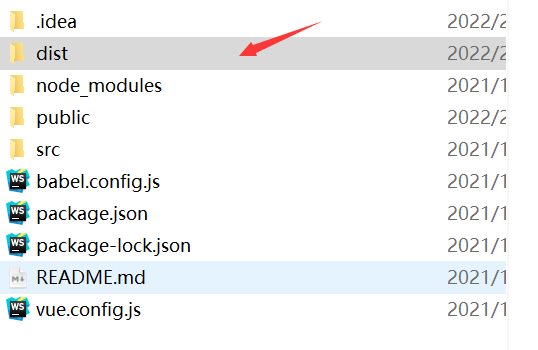 .idea 2022/2
dist 2022/2
node_modules 2021/1
public 2022/2
src 2021/1
WS babel.config.js 2021/1
WS package.json 2021/1
WS package-lock.json 2021/1
M README.md 2021/1
WS vue.config.js 2021/1